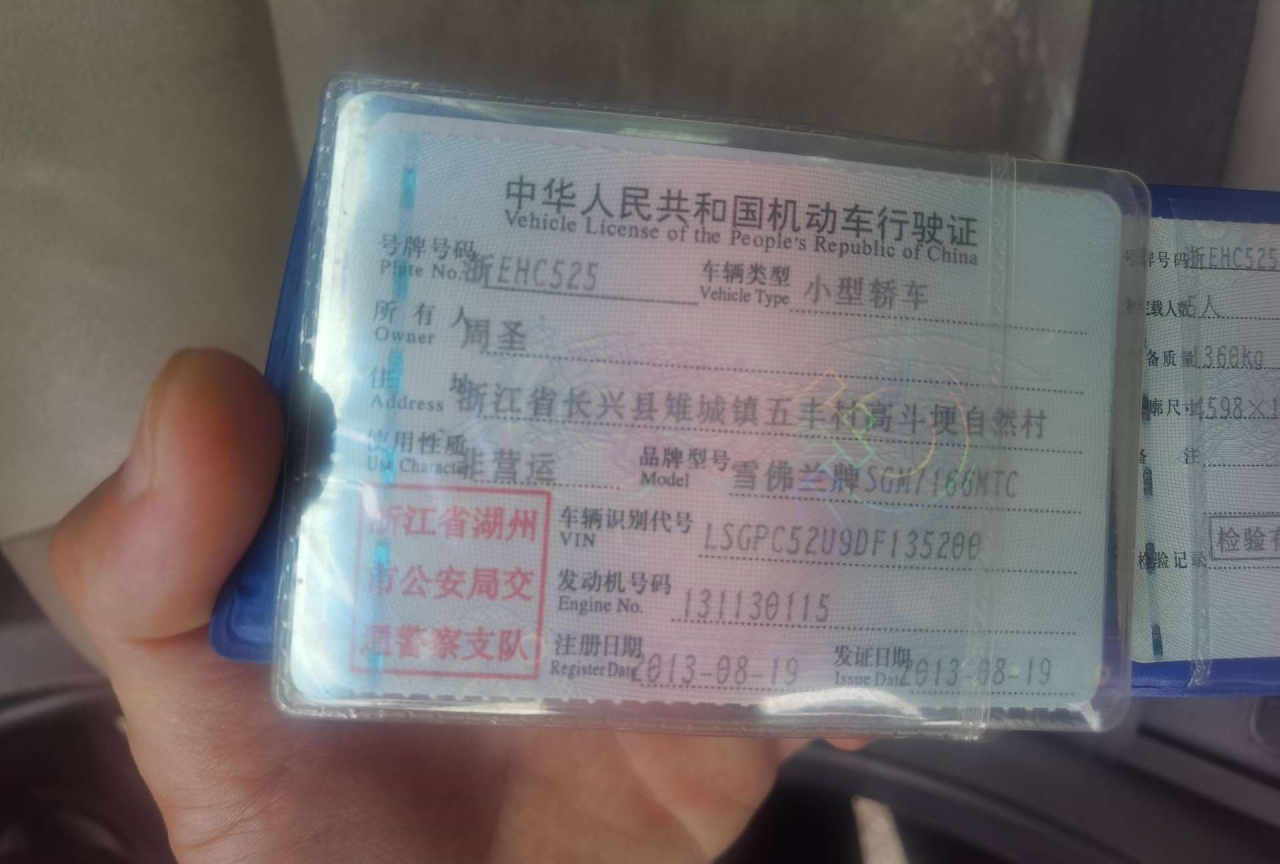 中华人民共和国机动车行驶证
Vehicle License of the People's Republic of China
号牌号码 浙EHC525 车辆类型 小型轿车
Plate No. Vehicle Type
所有人 周圣
Owner
住址 浙江省长兴县雉城镇五丰村高斗埂自然村
Address
使用性质 非营运 品牌型号 雪佛兰牌SGM7166MTC
Use Character Model
浙江省湖州
市公安局交
通警察支队
车辆识别代号 LSGPC52U9DF135200
VIN
发动机号码 131130115
Engine No.
注册日期 2013-08-19 发证日期 2013-08-19
Register Date Issue Date
号牌号码 浙EHC525
载人数 5人
备质量 1360kg
廓尺 4598×1
注
检验记录 检验